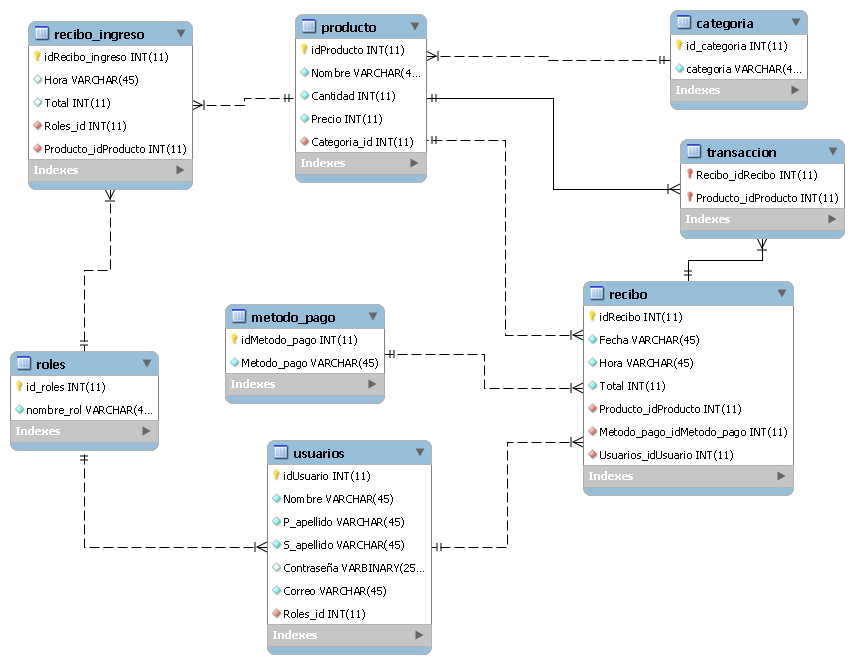 recibo_ingreso
idRecibo_ingreso INT(11)
Hora VARCHAR(45)
Total INT(11)
Roles_id INT(11)
Producto_idProducto INT(11)
Indexes
producto
idProducto INT(11)
Nombre VARCHAR(4...
Cantidad INT(11)
Precio INT(11)
Categoria_id INT(11)
Indexes
categoria
id_categoria INT(11)
categoria VARCHAR(4...
Indexes
transaccion
Recibo_idRecibo INT(11)
Producto_idProducto INT(11)
Indexes
metodo_pago
idMetodo_pago INT(11)
Metodo_pago VARCHAR(45)
Indexes
recibo
idRecibo INT(11)
Fecha VARCHAR(45)
Hora VARCHAR(45)
Total INT(11)
Producto_idProducto INT(11)
Metodo_pago_idMetodo_pago INT(11)
Usuarios_idUsuario INT(11)
Indexes
roles
id_roles INT(11)
nombre_rol VARCHAR(4...
Indexes
usuarios
idUsuario INT(11)
Nombre VARCHAR(45)
P_apellido VARCHAR(45)
S_apellido VARCHAR(45)
Contraseña VARBINARY(25...
Correo VARCHAR(45)
Roles_id INT(11)
Indexes